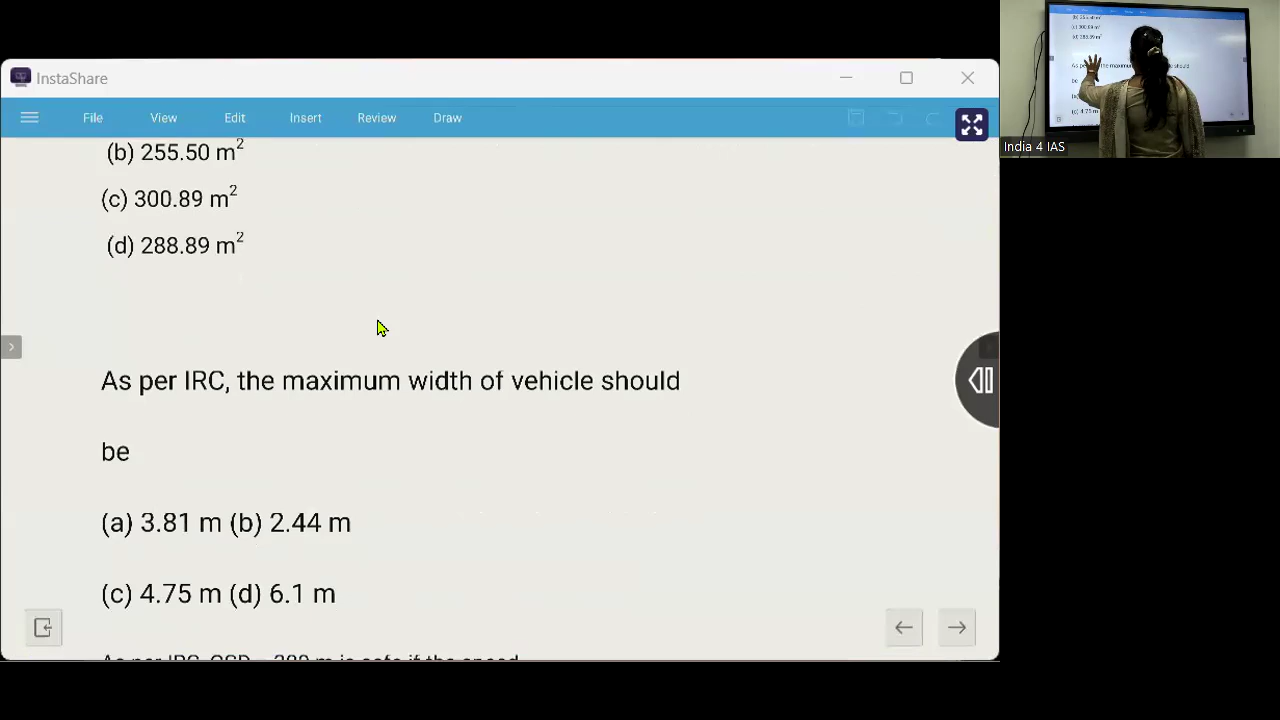 InstaShare
File View Edit Insert Review Draw
(b) 255.50 m²
(c) 300.89 m²
(d) 288.89 m²
As per IRC, the maximum width of vehicle should
be
(a) 3.81 m (b) 2.44 m
(c) 4.75 m (d) 6.1 m
India 4 IAS